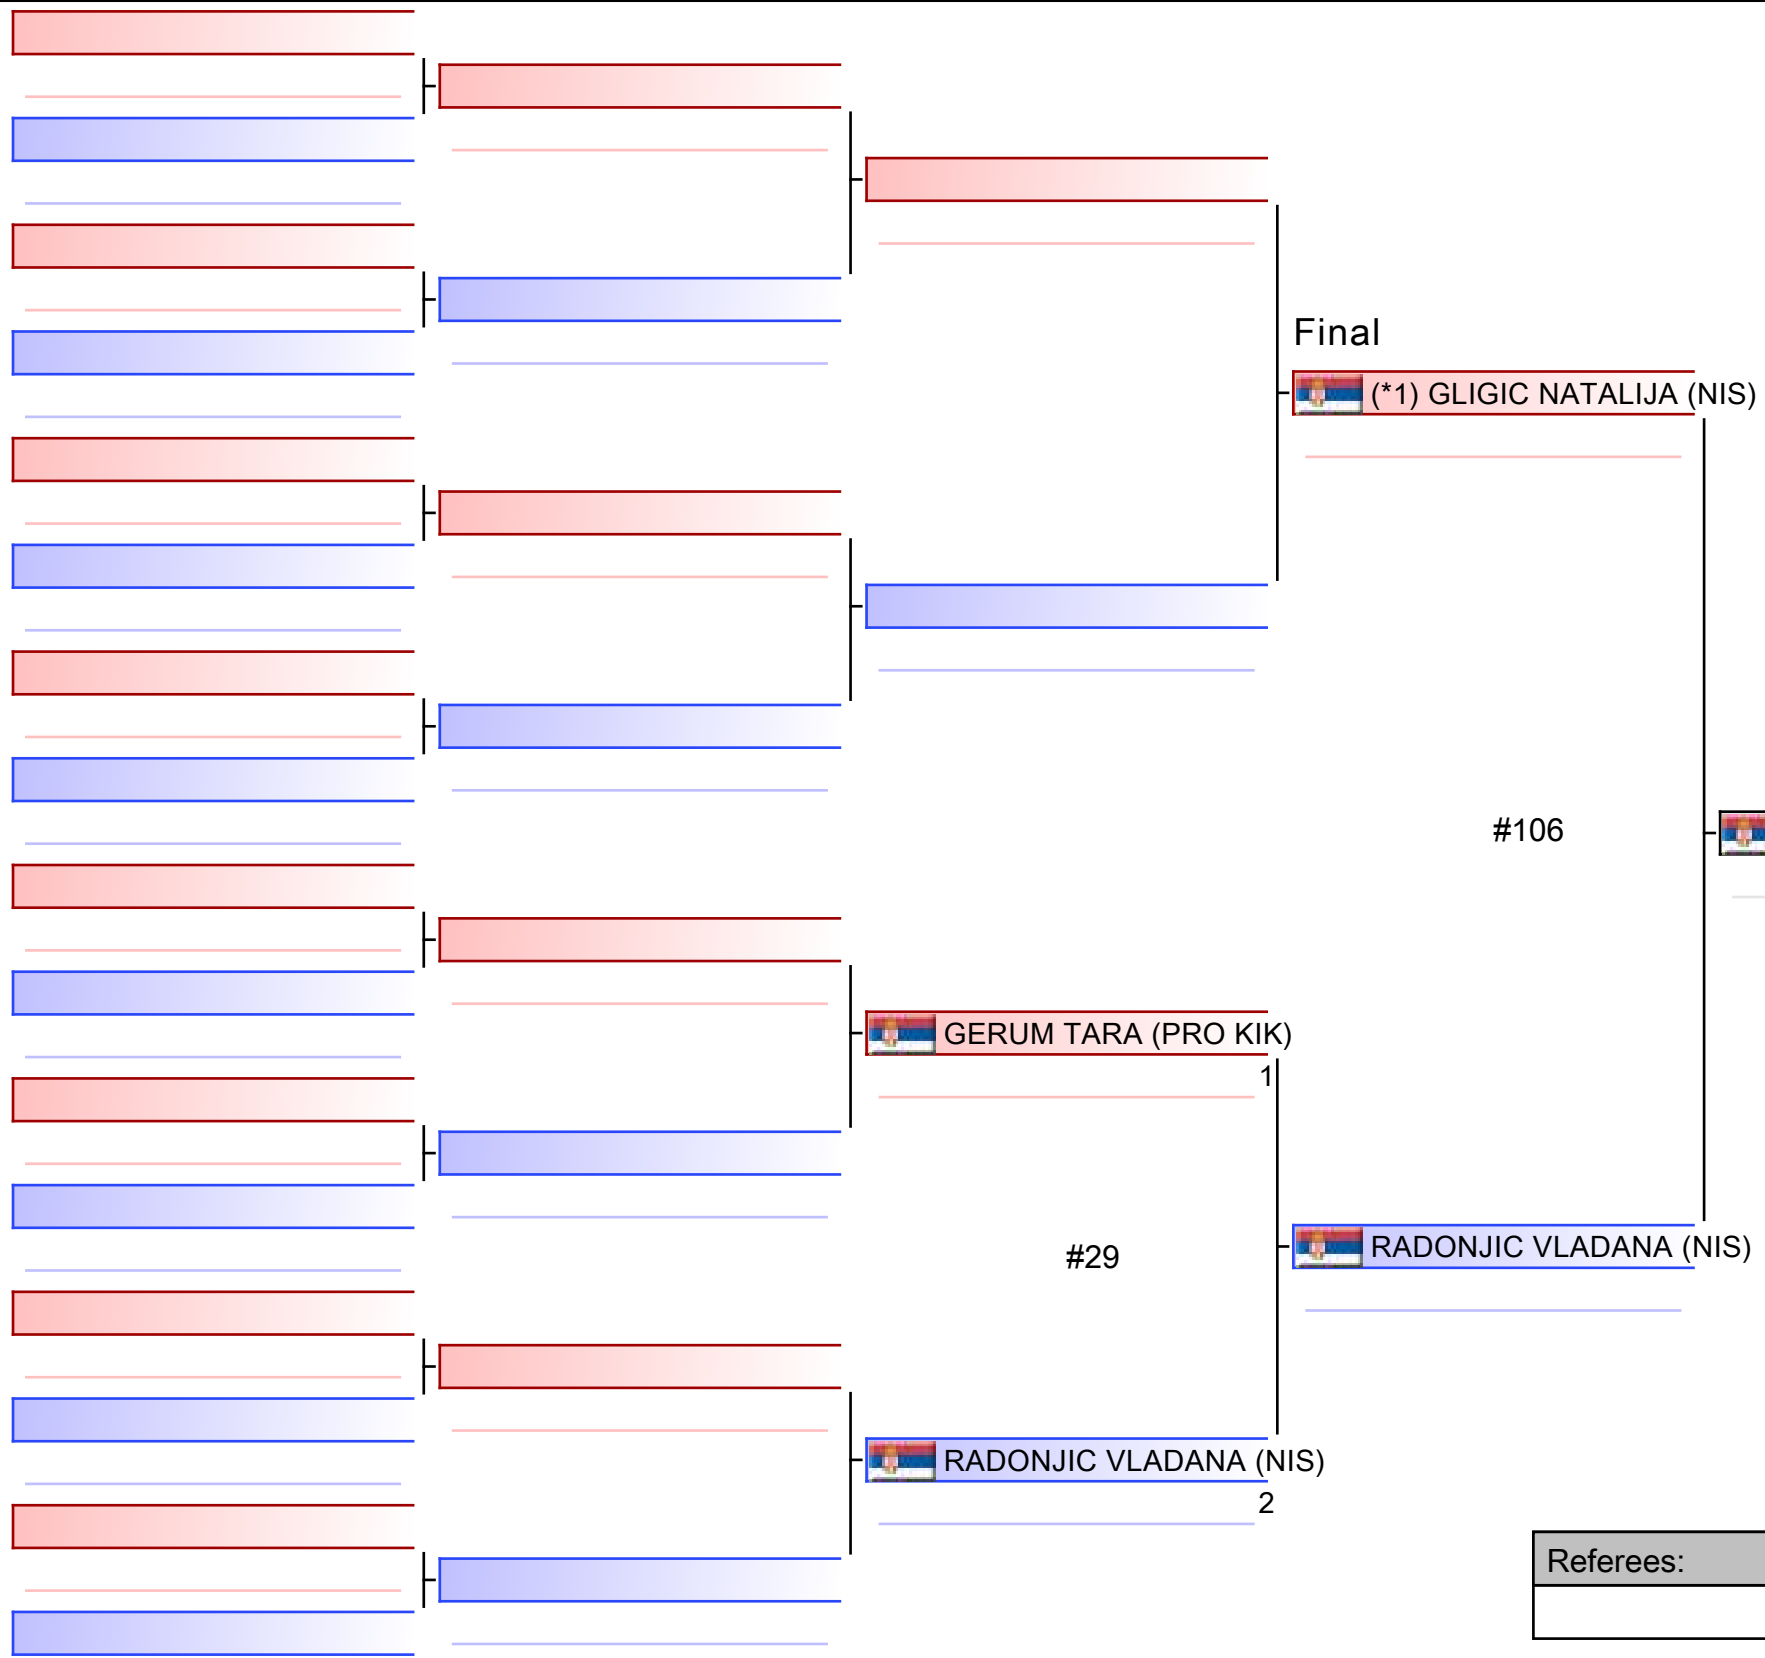 Final
(*1) GLIGIC NATALIJA (NIS)
#106
GERUM TARA (PRO KIK)
1
#29
RADONJIC VLADANA (NIS)
RADONJIC VLADANA (NIS)
2
Referees: